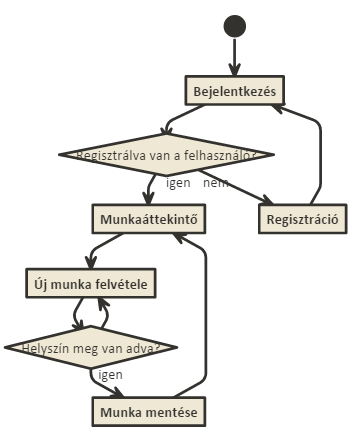 Bejelentkezés
Regisztrálva van a felhasználó?
igen
nem
Munkaáttekintő
Regisztráció
Új munka felvétele
Helyszín meg van adva?
igen
Munka mentése